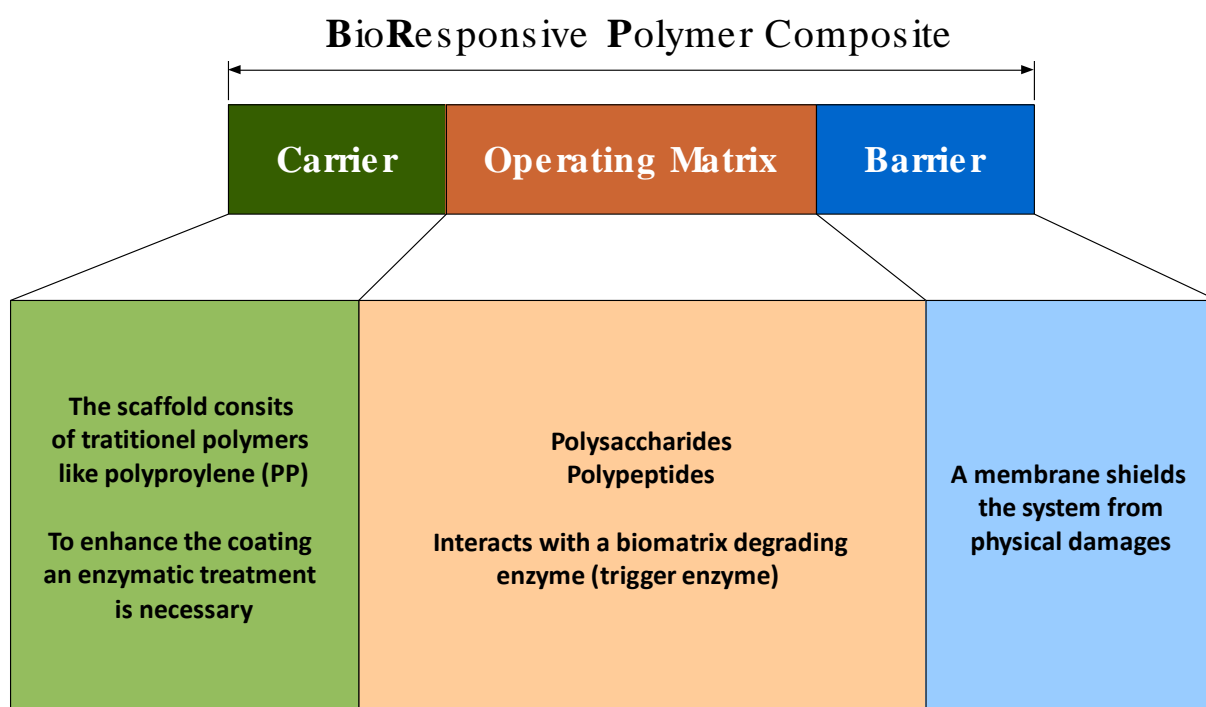 BioResponsive Polymer Composite
Carrier
Operating Matrix
Barrier
The scaffold consits
of tratitionel polymers
like polyproylene (PP)
To enhance the coating
an enzymatic treatment
is necessary
Polysaccharides
Polypeptides
Interacts with a biomatrix degrading
enzyme (trigger enzyme)
A membrane shields
the system from
physical damages